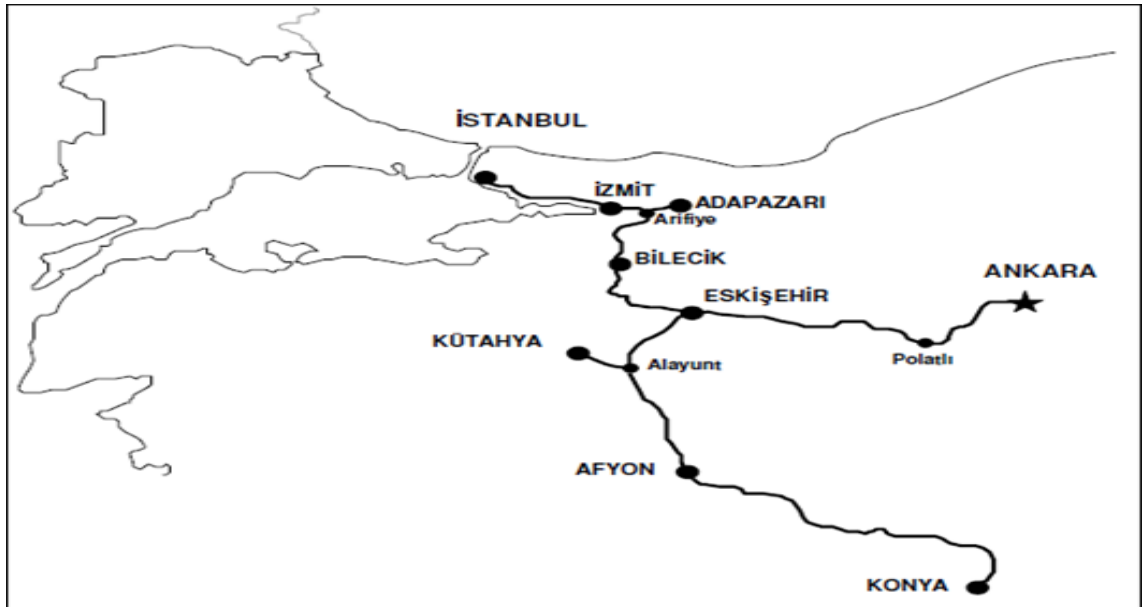 İSTANBUL
İZMİT
ADAPAZARI
Arifiye
BİLECİK
ANKARA
ESKİŞEHİR
KÜTAHYA
Alayunt
Polatlı
AFYON
KONYA